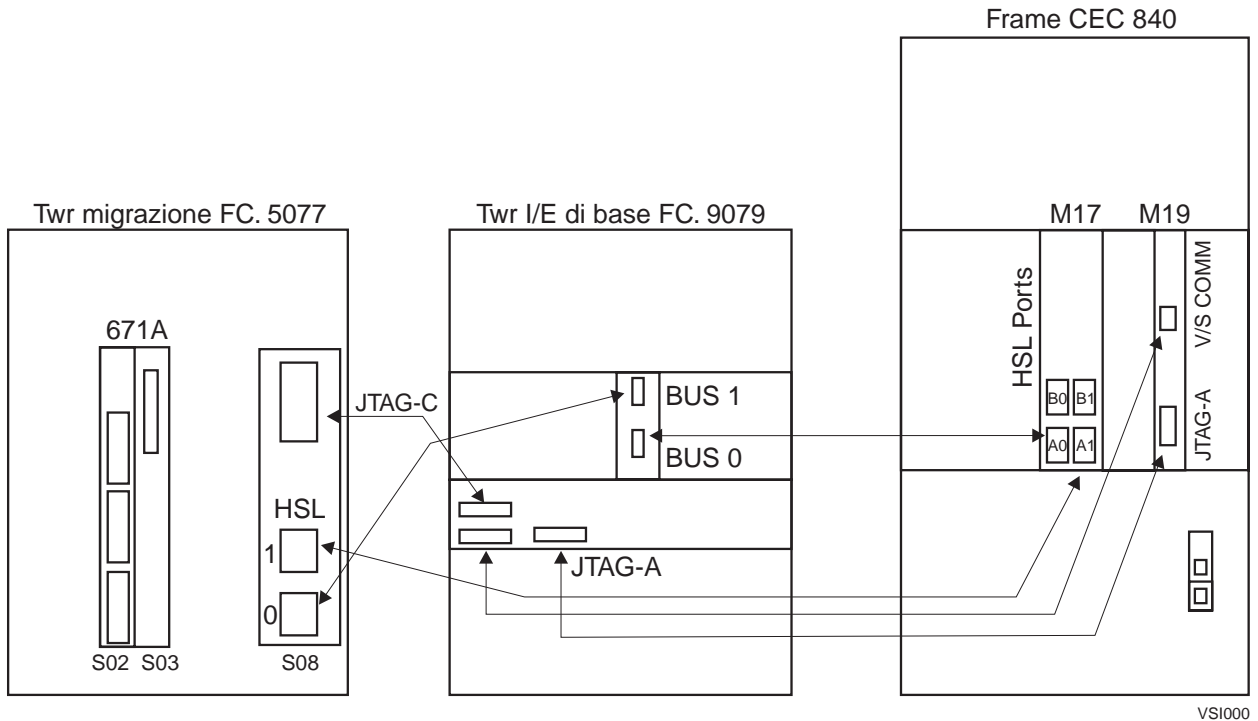 Frame CEC 840
Twr migrazione FC. 5077
Twr I/E di base FC. 9079
M17 M19
671A
HSL Ports
V/S COMM
JTAG-A
JTAG-C
BUS 1
BUS 0
B0 B1
A0 A1
HSL
1
0
JTAG-A
S02 S03
S08
VSI000